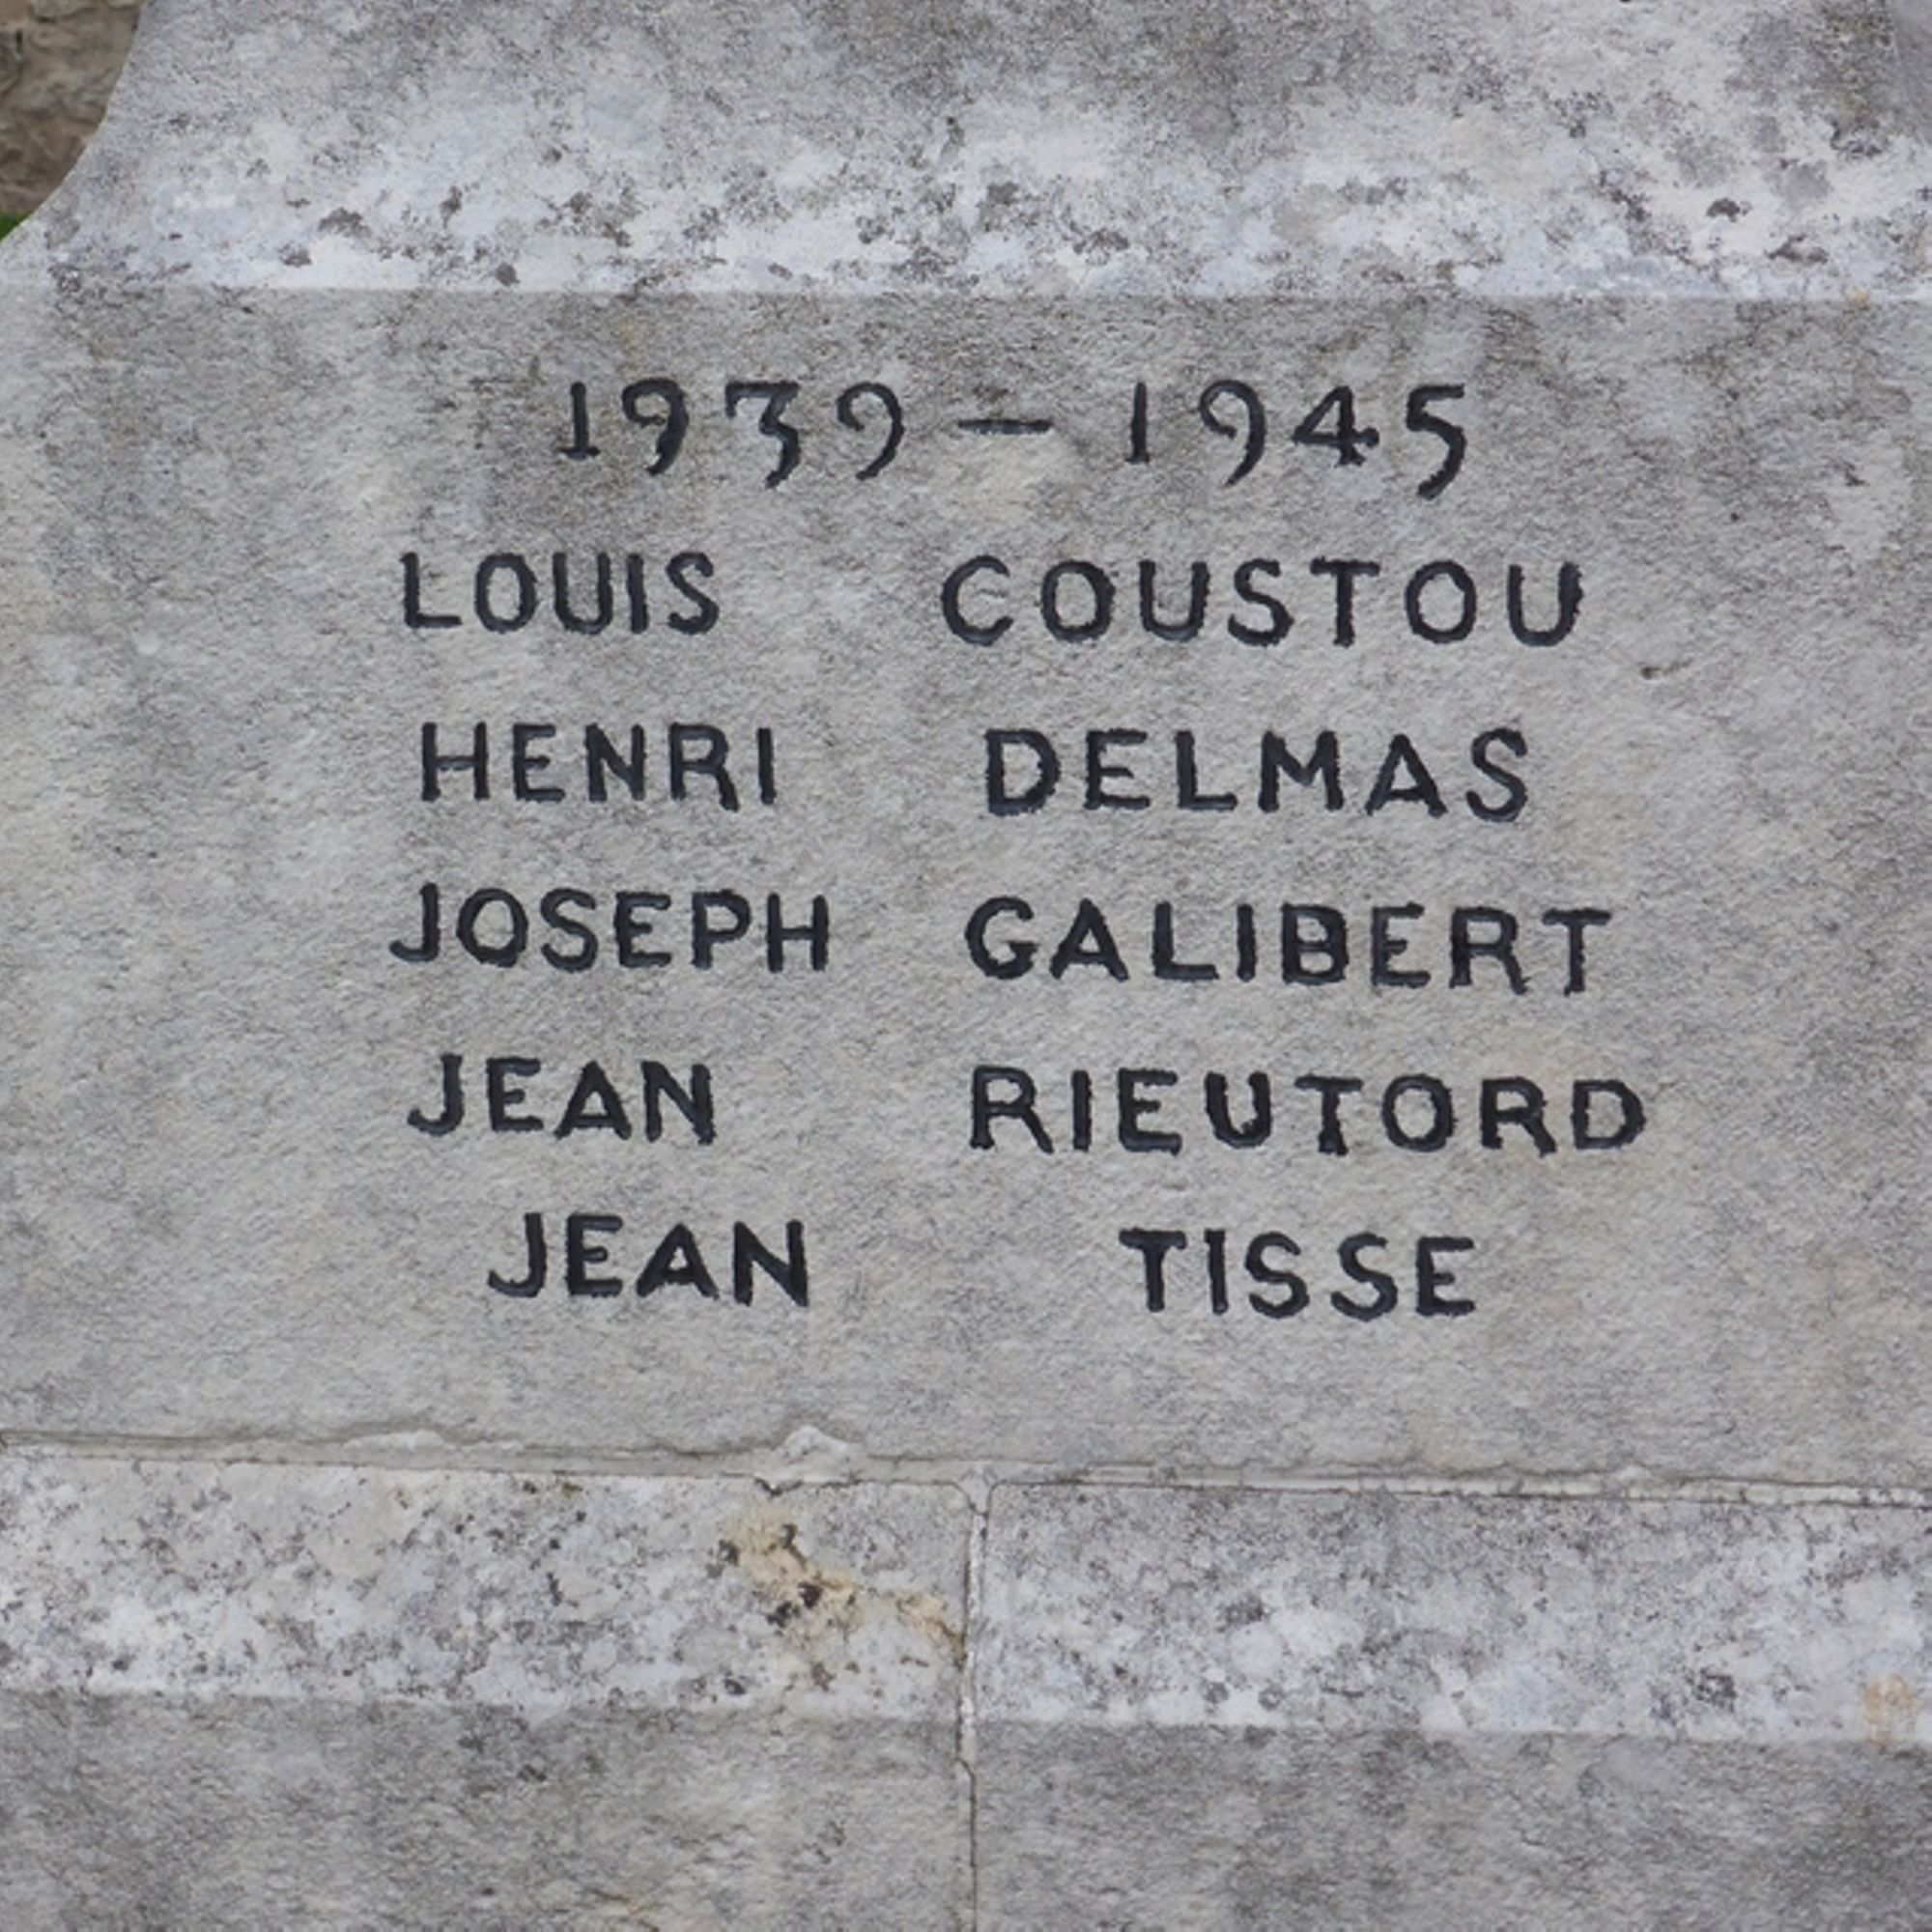 1939 — 1945
LOUIS COUSTOU
HENRI DELMAS
JOSEPH GALIBERT
JEAN RIEUTORD
JEAN TISSE